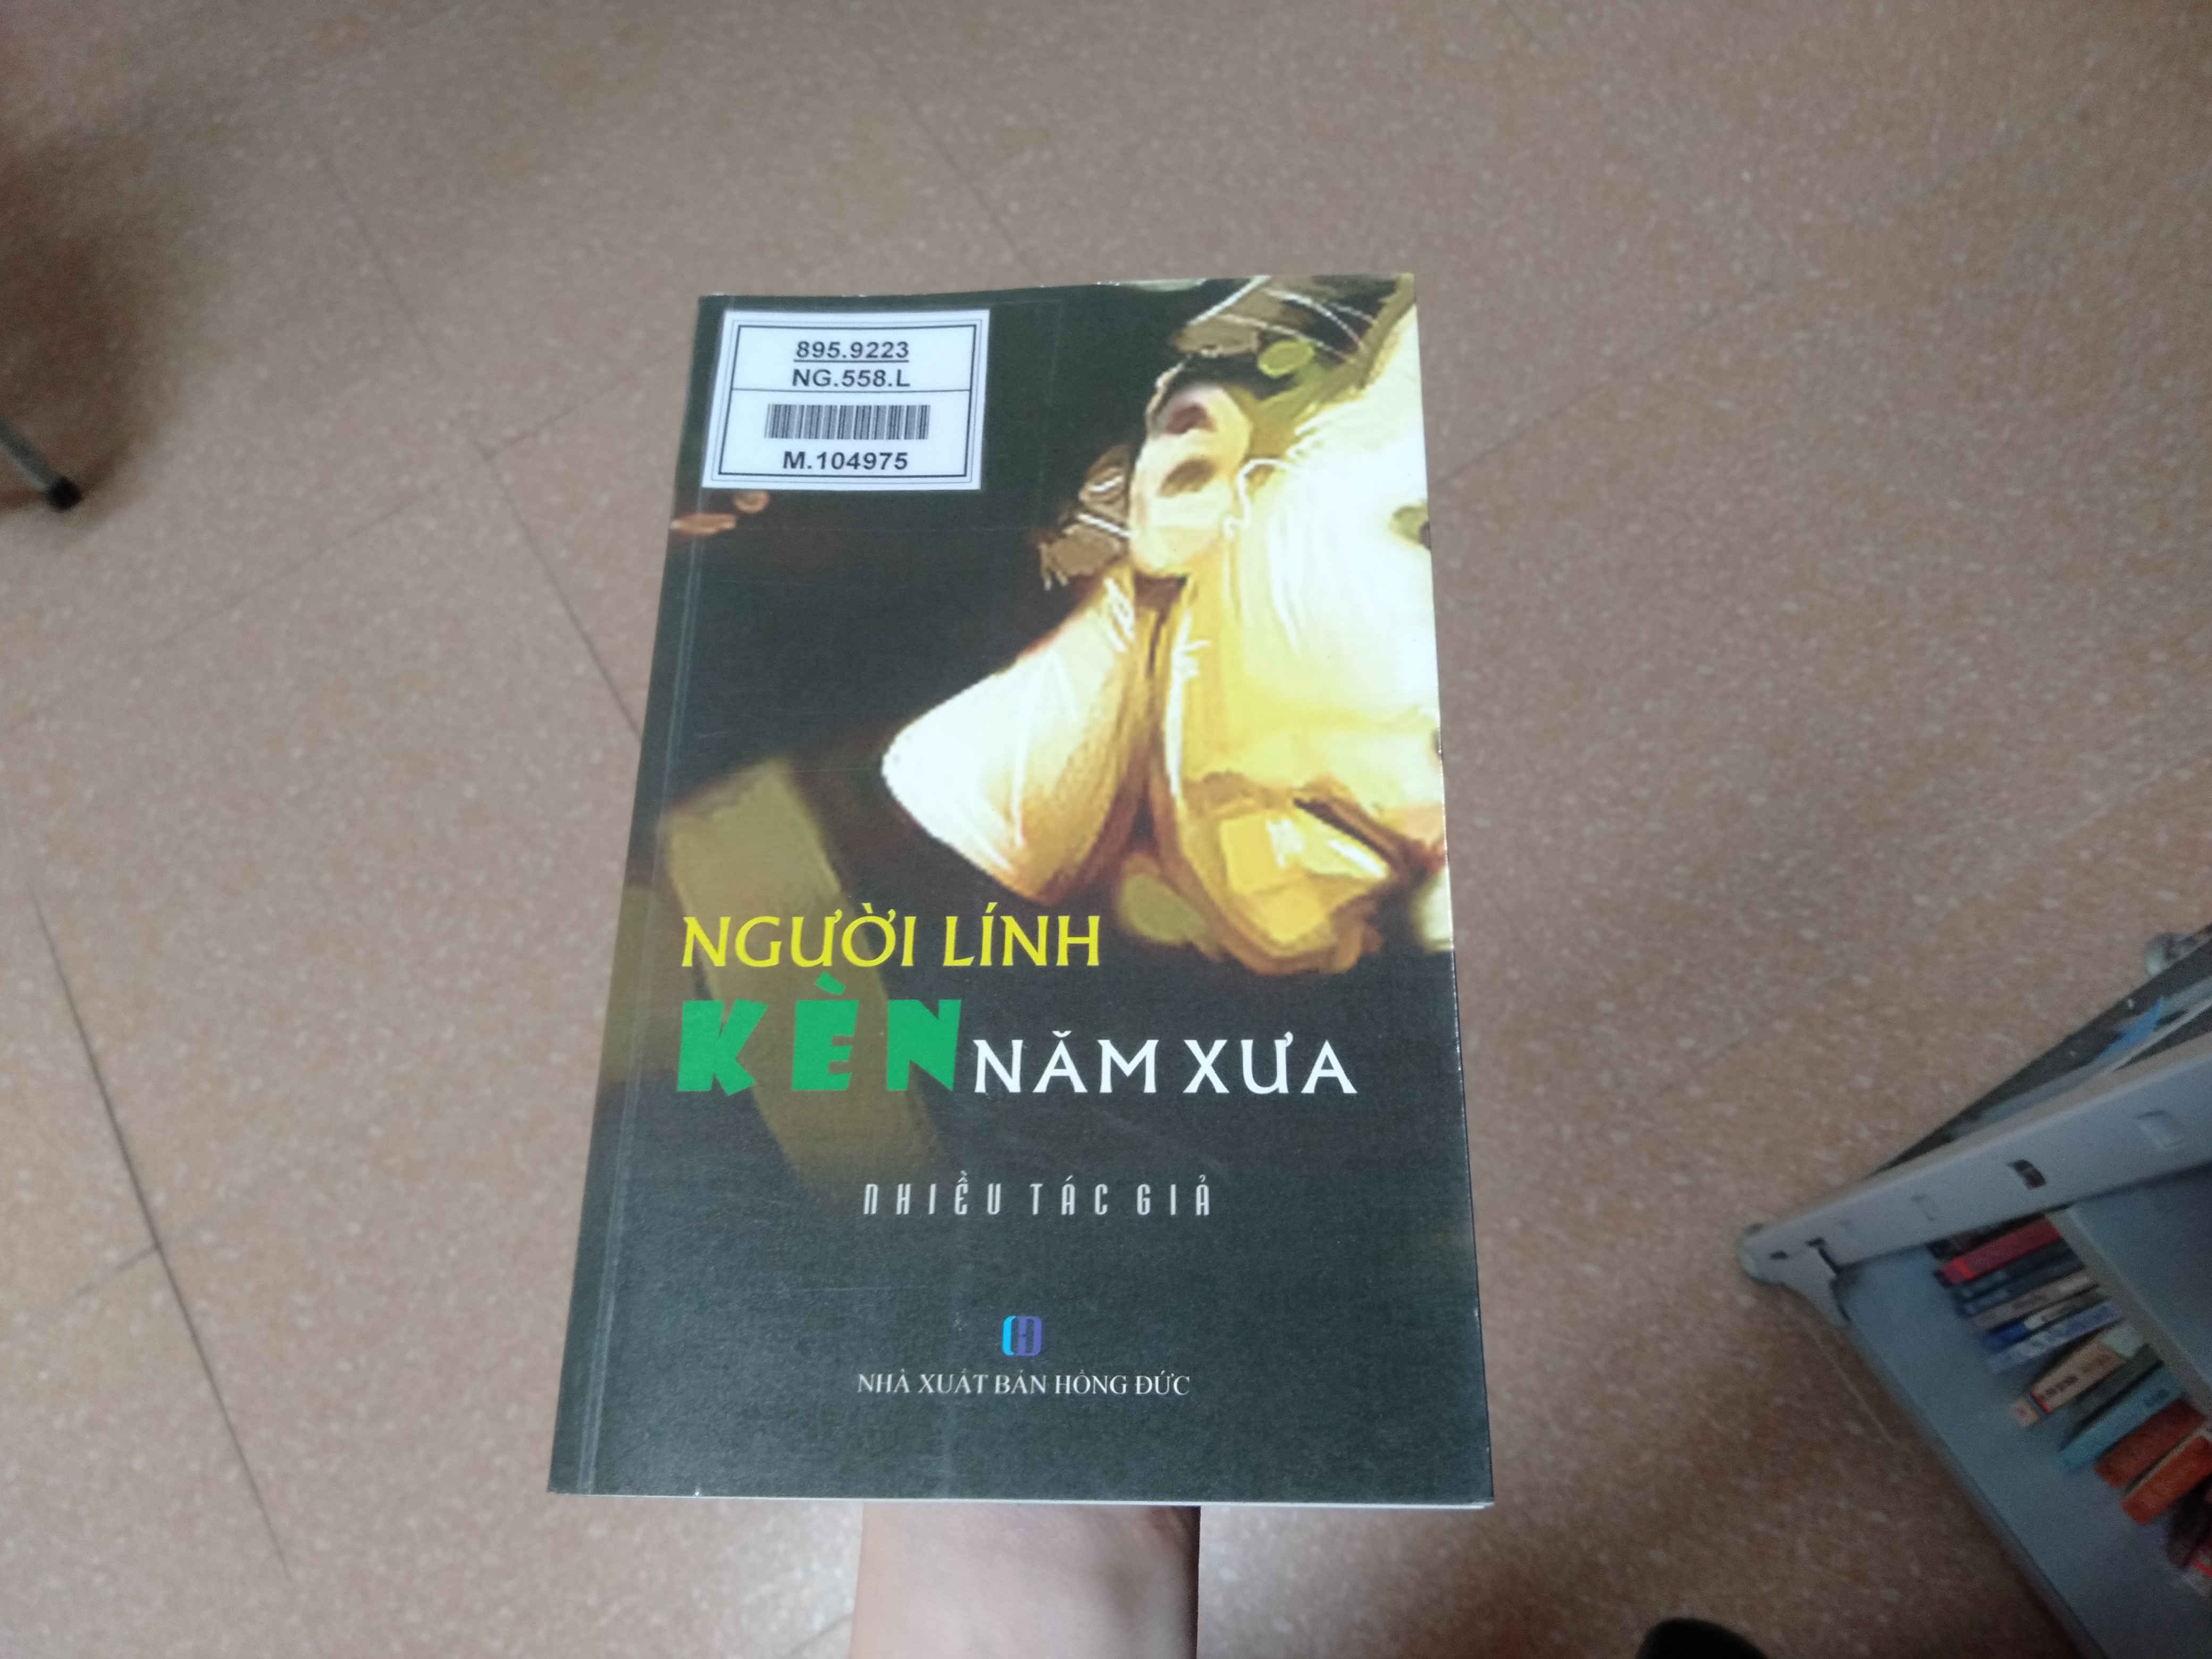 895.9223
NG.558.L
M.104975
NGƯỜI LÍNH
KÈN NĂM XƯA
NHIỀU TÁC GIẢ
NHÀ XUẤT BẢN HỒNG ĐỨC